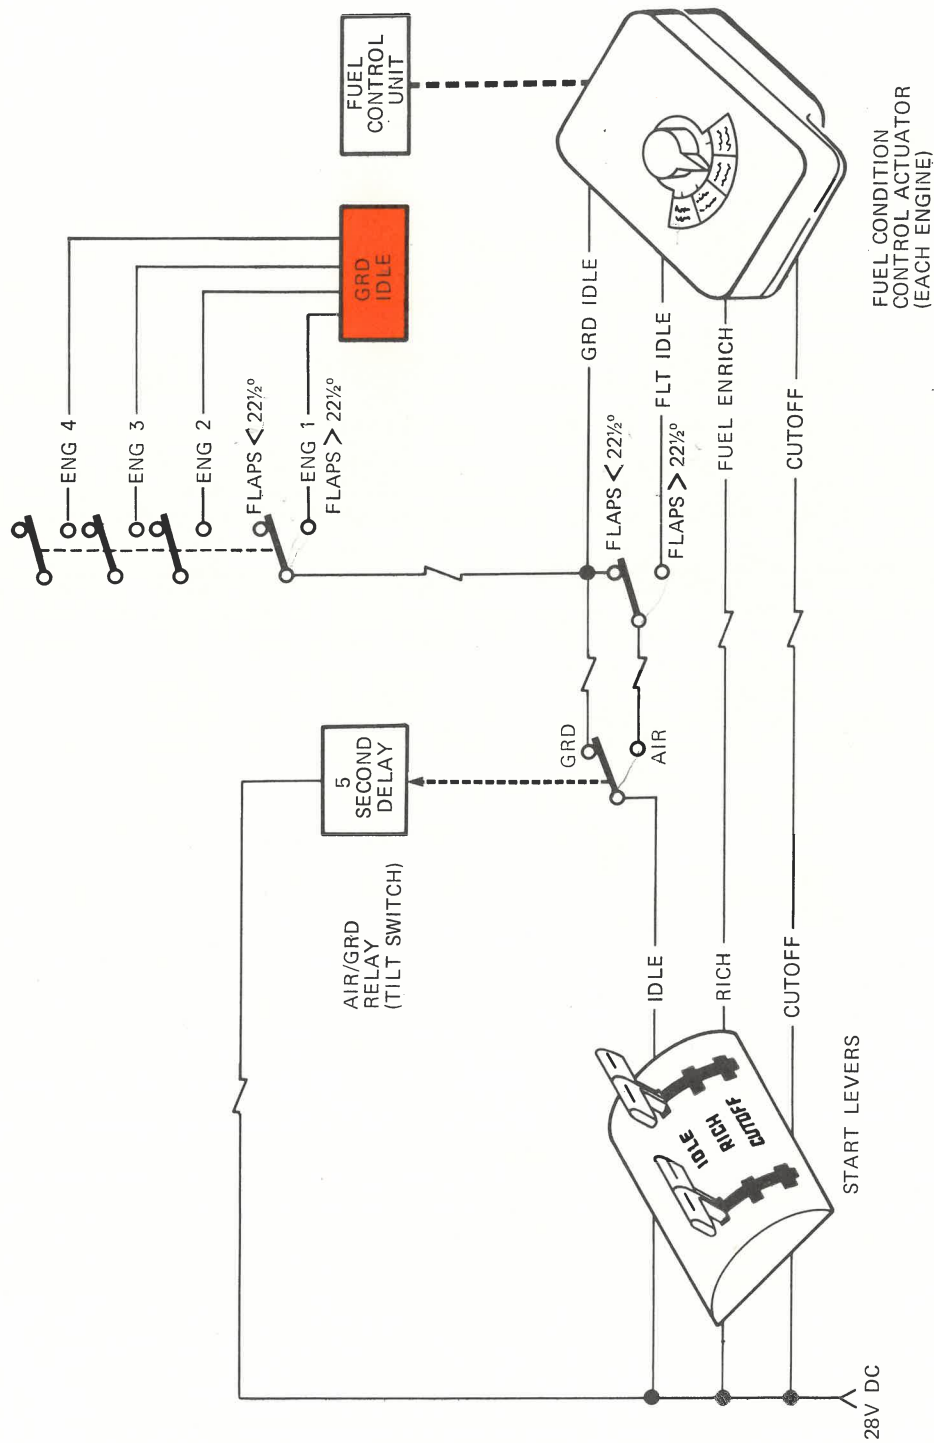 FUEL
CONTROL
UNIT
GRD
IDLE
ENG 4
ENG 3
ENG 2
FLAPS < 22½°
ENG 1
FLAPS > 22½°
GRD IDLE
FLAPS < 22½°
FLT IDLE
FLAPS > 22½°
FUEL ENRICH
CUTOFF
FUEL CONDITION
CONTROL ACTUATOR
(EACH ENGINE)
5
SECOND
DELAY
AIR/GRD
RELAY
(TILT SWITCH)
GRD
AIR
IDLE
RICH
CUTOFF
IDLE
RICH
CUTOFF
START LEVERS
28V DC